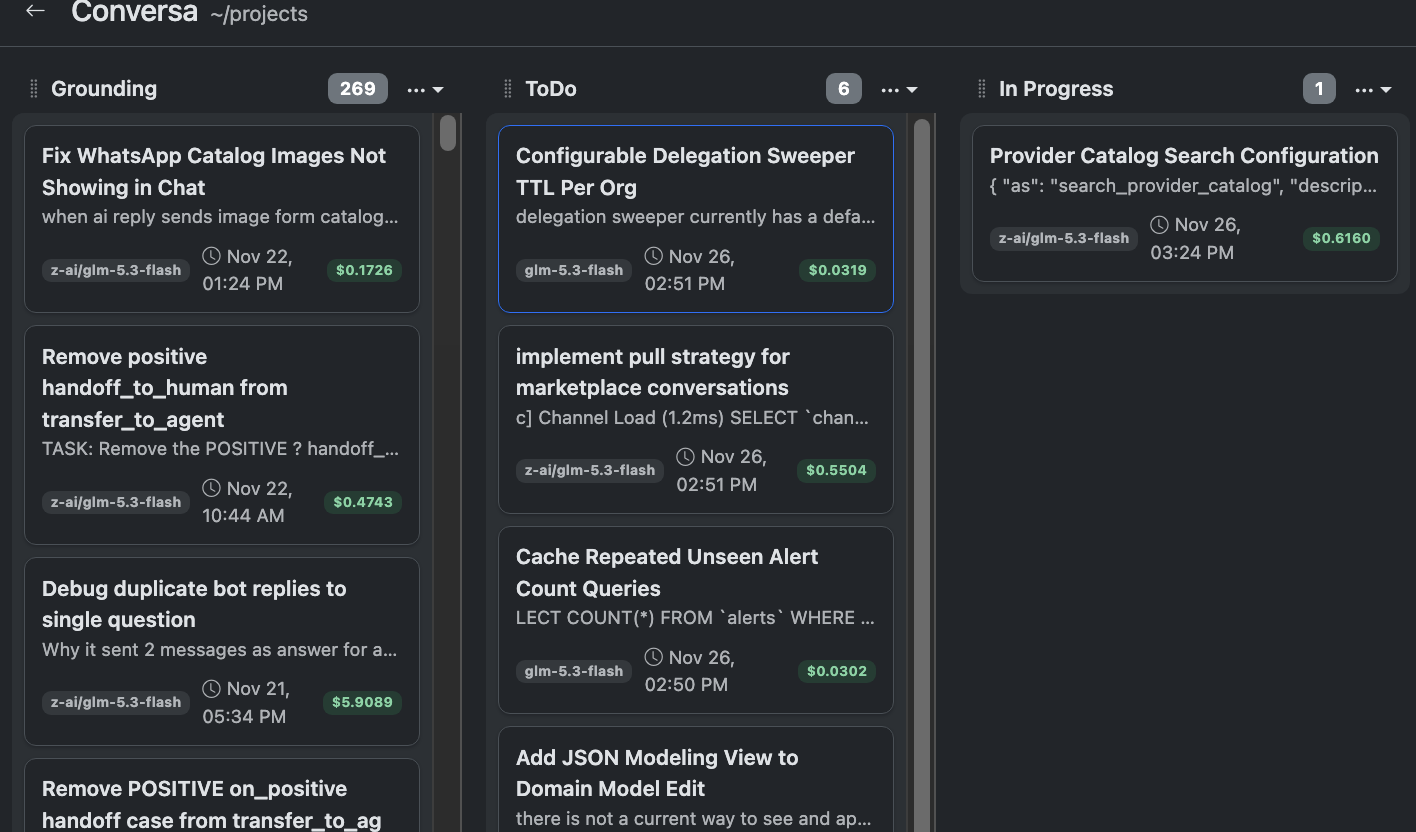 Conversa ~/projects
Grounding 269 ...
Fix WhatsApp Catalog Images Not
Showing in Chat
when ai reply sends image form catalog...
z-ai/glm-5.3-flash
Nov 22,
01:24 PM
$0.1726
Remove positive
handoff_to_human from
transfer_to_agent
TASK: Remove the POSITIVE ? handoff_...
z-ai/glm-5.3-flash
Nov 22,
10:44 AM
$0.4743
Debug duplicate bot replies to
single question
Why it sent 2 messages as answer for a...
z-ai/glm-5.3-flash
Nov 21,
05:34 PM
$5.9089
Remove POSITIVE on_positive
handoff case from transfer_to_ag
ToDo 6 ...
Configurable Delegation Sweeper
TTL Per Org
delegation sweeper currently has a defa...
glm-5.3-flash
Nov 26,
02:51 PM
$0.0319
implement pull strategy for
marketplace conversations
c] Channel Load (1.2ms) SELECT `chan...
z-ai/glm-5.3-flash
Nov 26,
02:51 PM
$0.5504
Cache Repeated Unseen Alert
Count Queries
LECT COUNT(*) FROM `alerts` WHERE ...
glm-5.3-flash
Nov 26,
02:50 PM
$0.0302
Add JSON Modeling View to
Domain Model Edit
there is not a current way to see and ap...
In Progress 1 ...
Provider Catalog Search Configuration
{ "as": "search_provider_catalog", "descrip...
z-ai/glm-5.3-flash
Nov 26,
03:24 PM
$0.6160